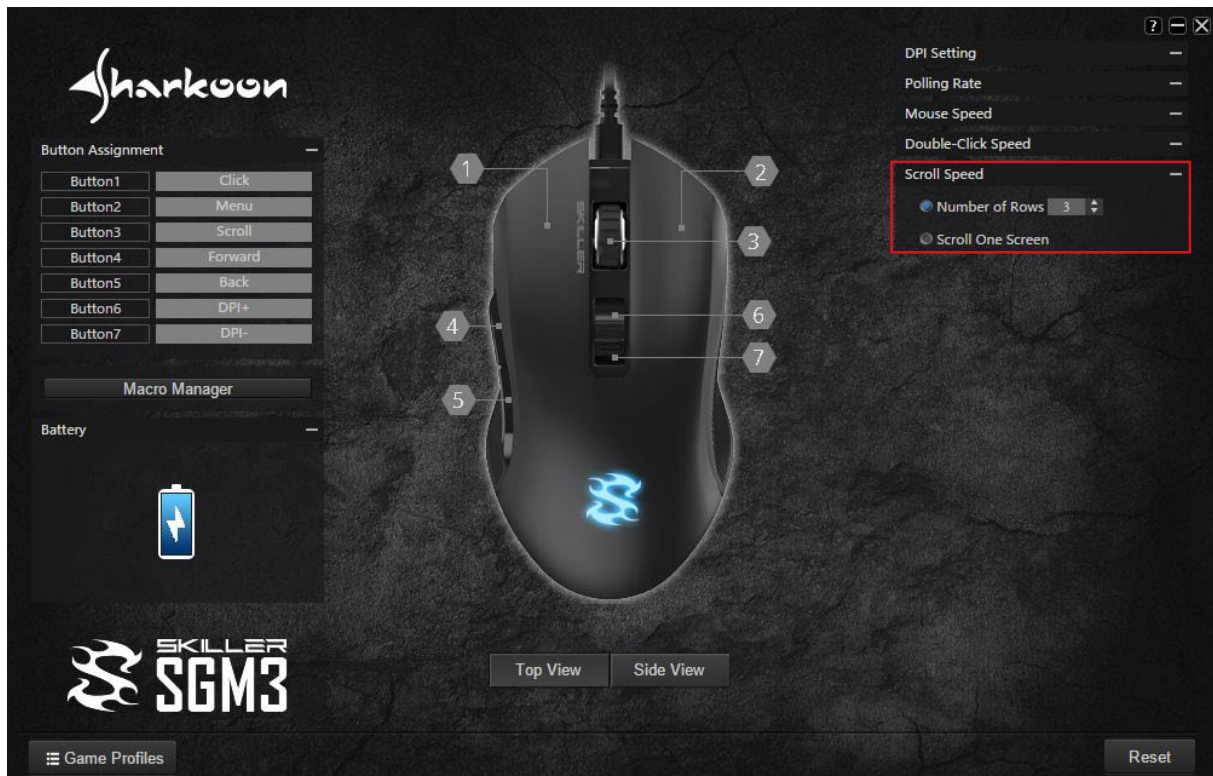 ?
Sharkoon
Button Assignment
Button1 Click
Button2 Menu
Button3 Scroll
Button4 Forward
Button5 Back
Button6 DPI+
Button7 DPI-
Macro Manager
Battery
SKILLER
SGM3
Game Profiles
1
2
SKILLER
3
4
6
7
5
Top View Side View
DPI Setting
Polling Rate
Mouse Speed
Double-Click Speed
Scroll Speed
Number of Rows 3
Scroll One Screen
Reset